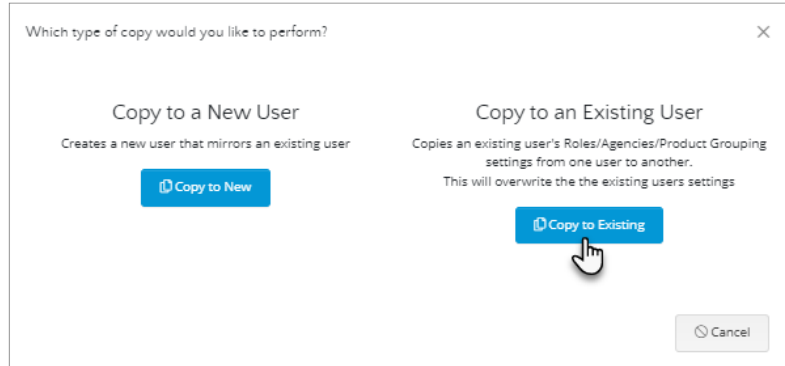 Which type of copy would you like to perform?
Copy to a New User
Creates a new user that mirrors an existing user
Copy to New
Copy to an Existing User
Copies an existing user's Roles/Agencies/Product Grouping
settings from one user to another.
This will overwrite the the existing users settings
Copy to Existing
Cancel